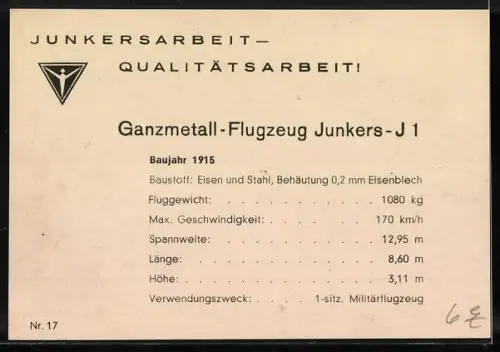 JUNKERSARBEIT—
QUALITÄTSARBEIT!
Ganzmetall-Flugzeug Junkers-J 1
Baujahr 1915
Baustoff: Eisen und Stahl, Behäutung 0,2 mm Eisenblech
Fluggewicht: . . . . . . . . . . . 1080 kg
Max. Geschwindigkeit: . . . . . . . . 170 km/h
Spannweite: . . . . . . . . . . . 12,95 m
Länge: . . . . . . . . . . . . . 8,60 m
Höhe: . . . . . . . . . . . . . 3,11 m
Verwendungszweck: . . . . 1-sitz. Militärflugzeug
Nr. 17